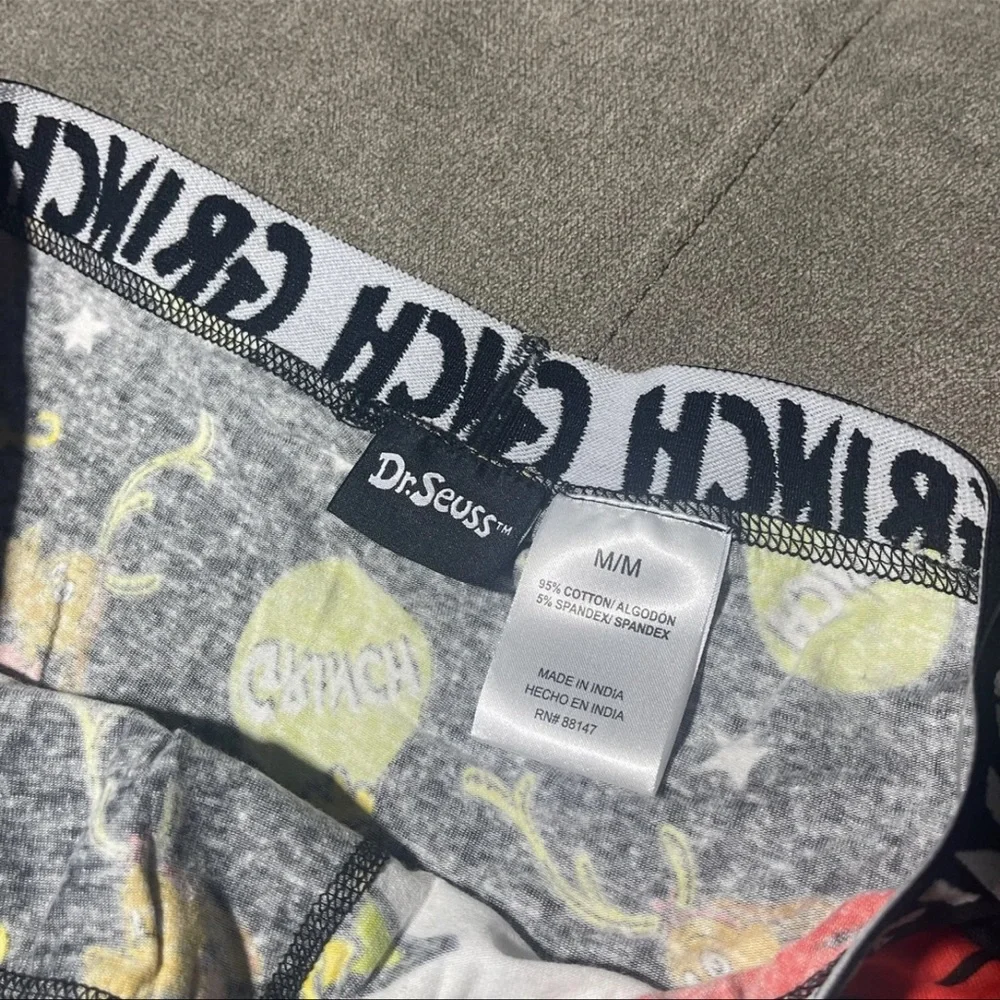 GRINCH GRINCH GRINCH
Dr. Seuss™
M/M
95% COTTON/ ALGODÓN
5% SPANDEX/ SPANDEX
MADE IN INDIA
HECHO EN INDIA
RN# 88147
GRINCH